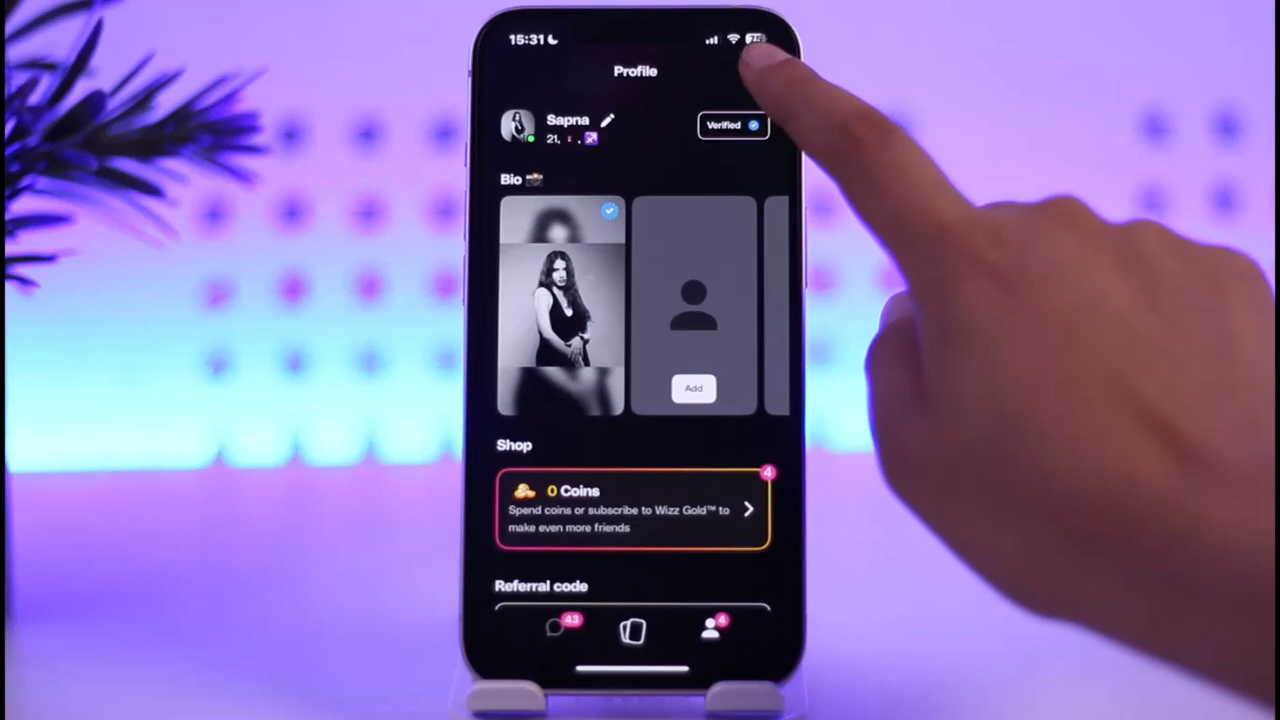 15:31
Profile
Sapna
21,
Verified
Bio
Add
Shop
4
0 Coins
Spend coins or subscribe to Wizz Gold™ to
make even more friends
Referral code
43
4